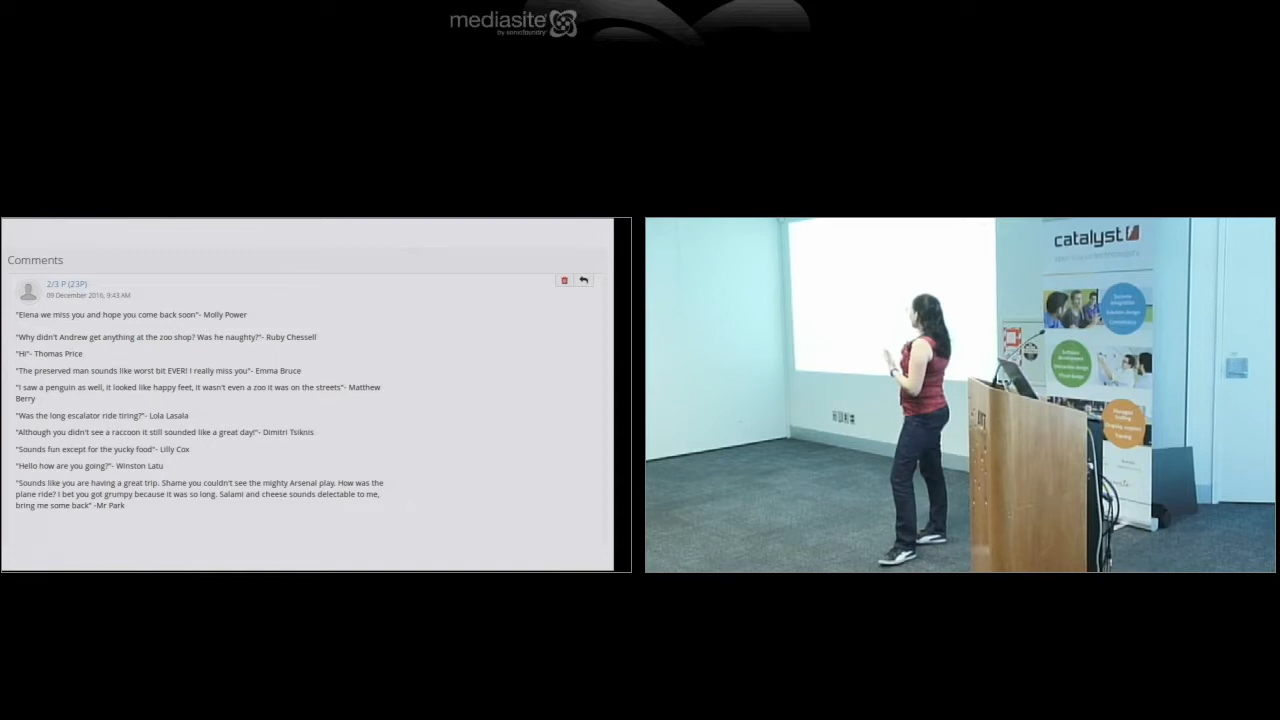 mediasite
by sonicfoundry
Comments
2/3 P (23P)
09 December 2016, 9:43 AM
"Elena we miss you and hope you come back soon"- Molly Power
"Why didn't Andrew get anything at the zoo shop? Was he naughty?"- Ruby Chessell
"Hi"- Thomas Price
"The preserved man sounds like worst bit EVER! I really miss you"- Emma Bruce
"I saw a penguin as well, it looked like happy feet, it wasn't even a zoo it was on the streets"- Matthew
Berry
"Was the long escalator ride tiring?"- Lola Lasala
"Although you didn't see a raccoon it still sounded like a great day!"- Dimitri Tsiknis
"Sounds fun except for the yucky food"- Lilly Cox
"Hello how are you going?"- Winston Latu
"Sounds like you are having a great trip. Shame you couldn't see the mighty Arsenal play. How was the
plane ride? I bet you got grumpy because it was so long. Salami and cheese sounds delectable to me,
bring me some back" -Mr Park
catalyst